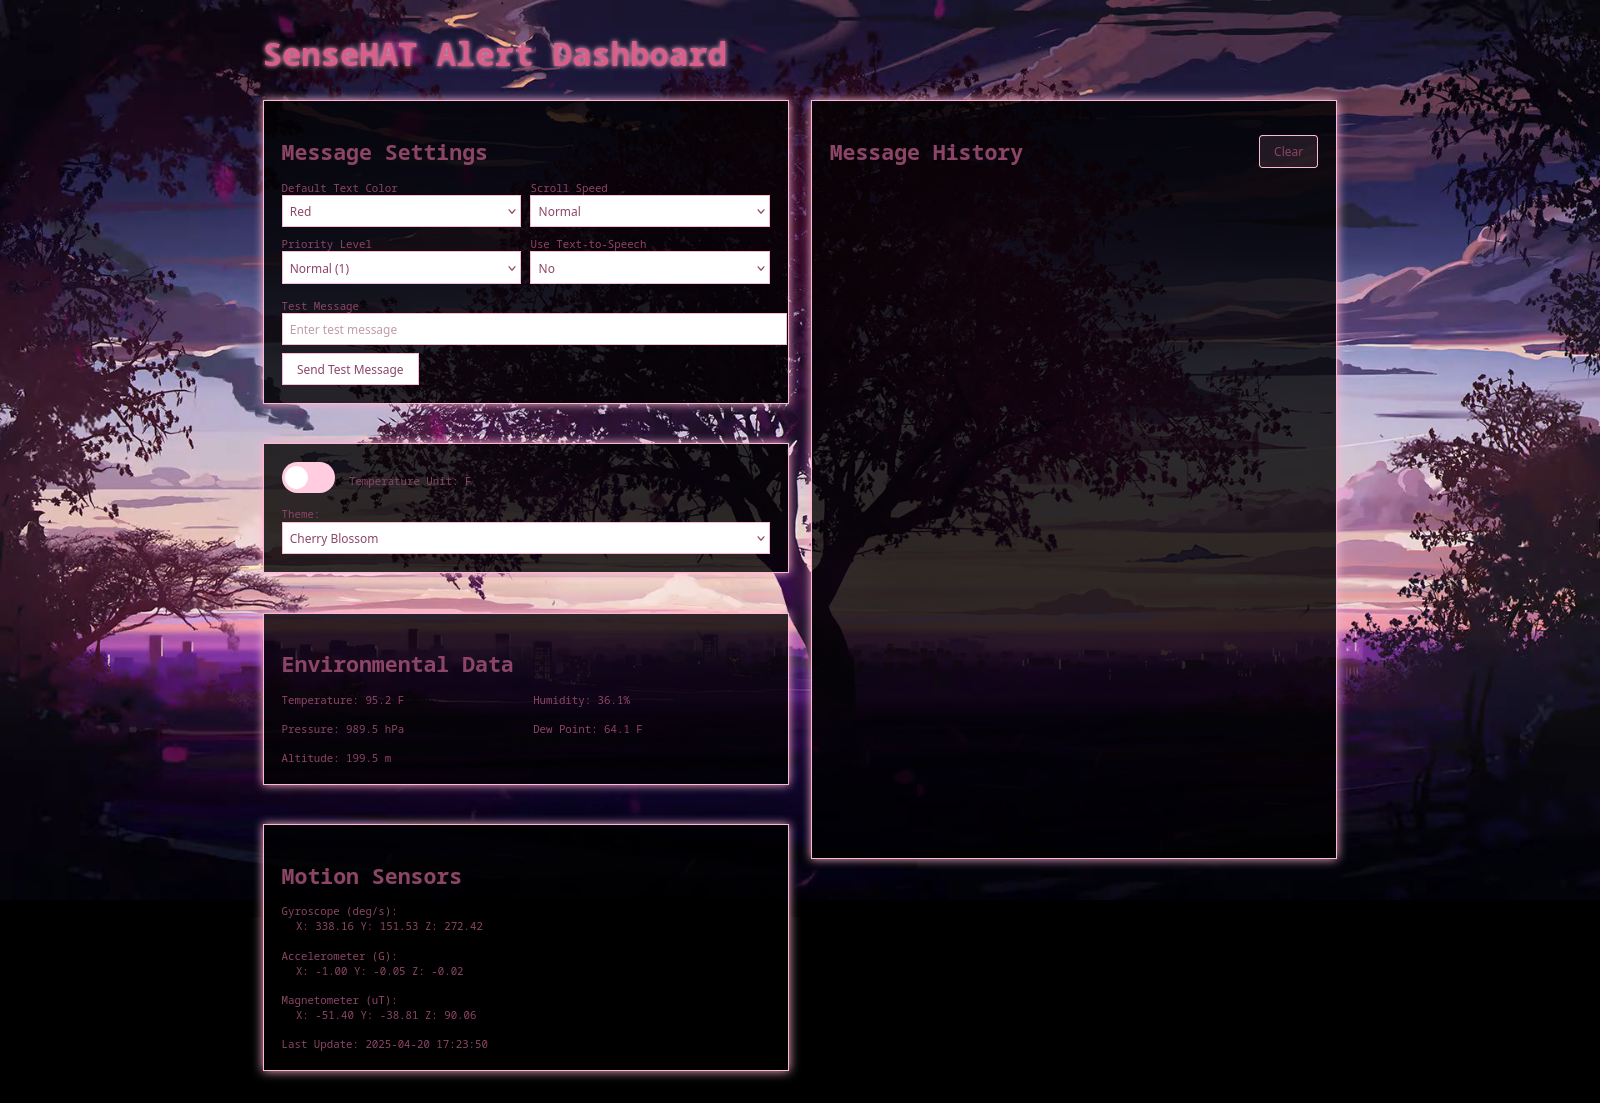 SenseHAT Alert Dashboard
Message Settings
Default Text Color
Scroll Speed
Red
Normal
Priority Level
Use Text-to-Speech
Normal (1)
No
Test Message
Enter test message
Send Test Message
Temperature Unit: F
Theme:
Cherry Blossom
Environmental Data
Temperature: 95.2 F
Humidity: 36.1%
Pressure: 989.5 hPa
Dew Point: 64.1 F
Altitude: 199.5 m
Motion Sensors
Gyroscope (deg/s):
X: 338.16 Y: 151.53 Z: 272.42
Accelerometer (G):
X: -1.00 Y: -0.05 Z: -0.02
Magnetometer (uT):
X: -51.40 Y: -38.81 Z: 90.06
Last Update: 2025-04-20 17:23:50
Message History
Clear